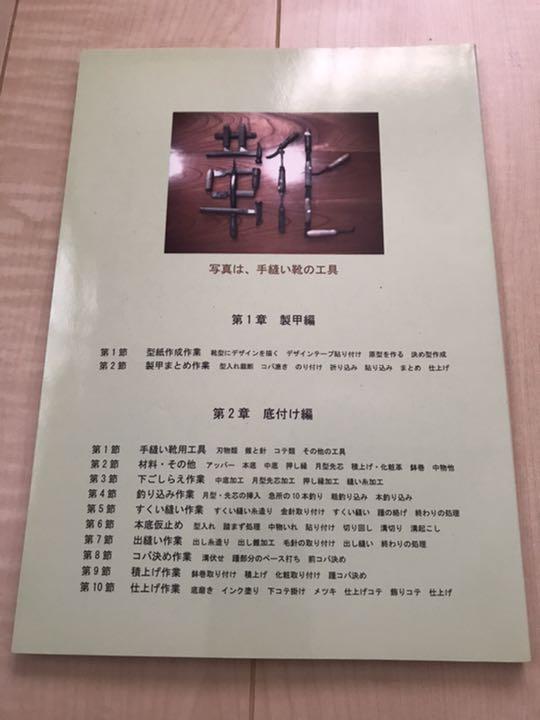 靴
写真は、手縫い靴の工具
第1章 製甲編
第1節 型紙作成作業 靴型にデザインを描く デザインテープ貼り付け 原型を作る 決め型作成
第2節 製甲まとめ作業 型入れ裁断 コバ漉き のり付け 折り込み 貼り込み まとめ 仕上げ
第2章 底付け編
第1節 手縫い靴用工具 刃物類 錐と針 コテ類 その他の工具
第2節 材料・その他 アッパー 本底 中底 押し縁 月型先芯 積上げ・化粧革 鉢巻 中物他
第3節 下ごしらえ作業 中底加工 月型先芯加工 押し縁加工 縫い糸加工
第4節 釣り込み作業 月型・先芯の挿入 急所の10本釣り 粗釣り込み 本釣り込み
第5節 すくい縫い作業 すくい縫い糸造り 金針取り付け すくい縫い 踵の絡げ 終わりの処理
第6節 本底仮止め 型入れ 踏まず処理 中物いれ 貼り付け 切り回し 溝切り 溝起こし
第7節 出縫い作業 出し糸造り 出し錐加工 毛針の取り付け 出し縫い 終わりの処理
第8節 コバ決め作業 溝伏せ 踵部分のペース打ち 前コバ決め
第9節 積上げ作業 鉢巻取り付け 積上げ 化粧取り付け 踵コバ決め
第10節 仕上げ作業 底磨き インク塗り 下コテ掛け メツキ 仕上げコテ 飾りコテ 仕上げ